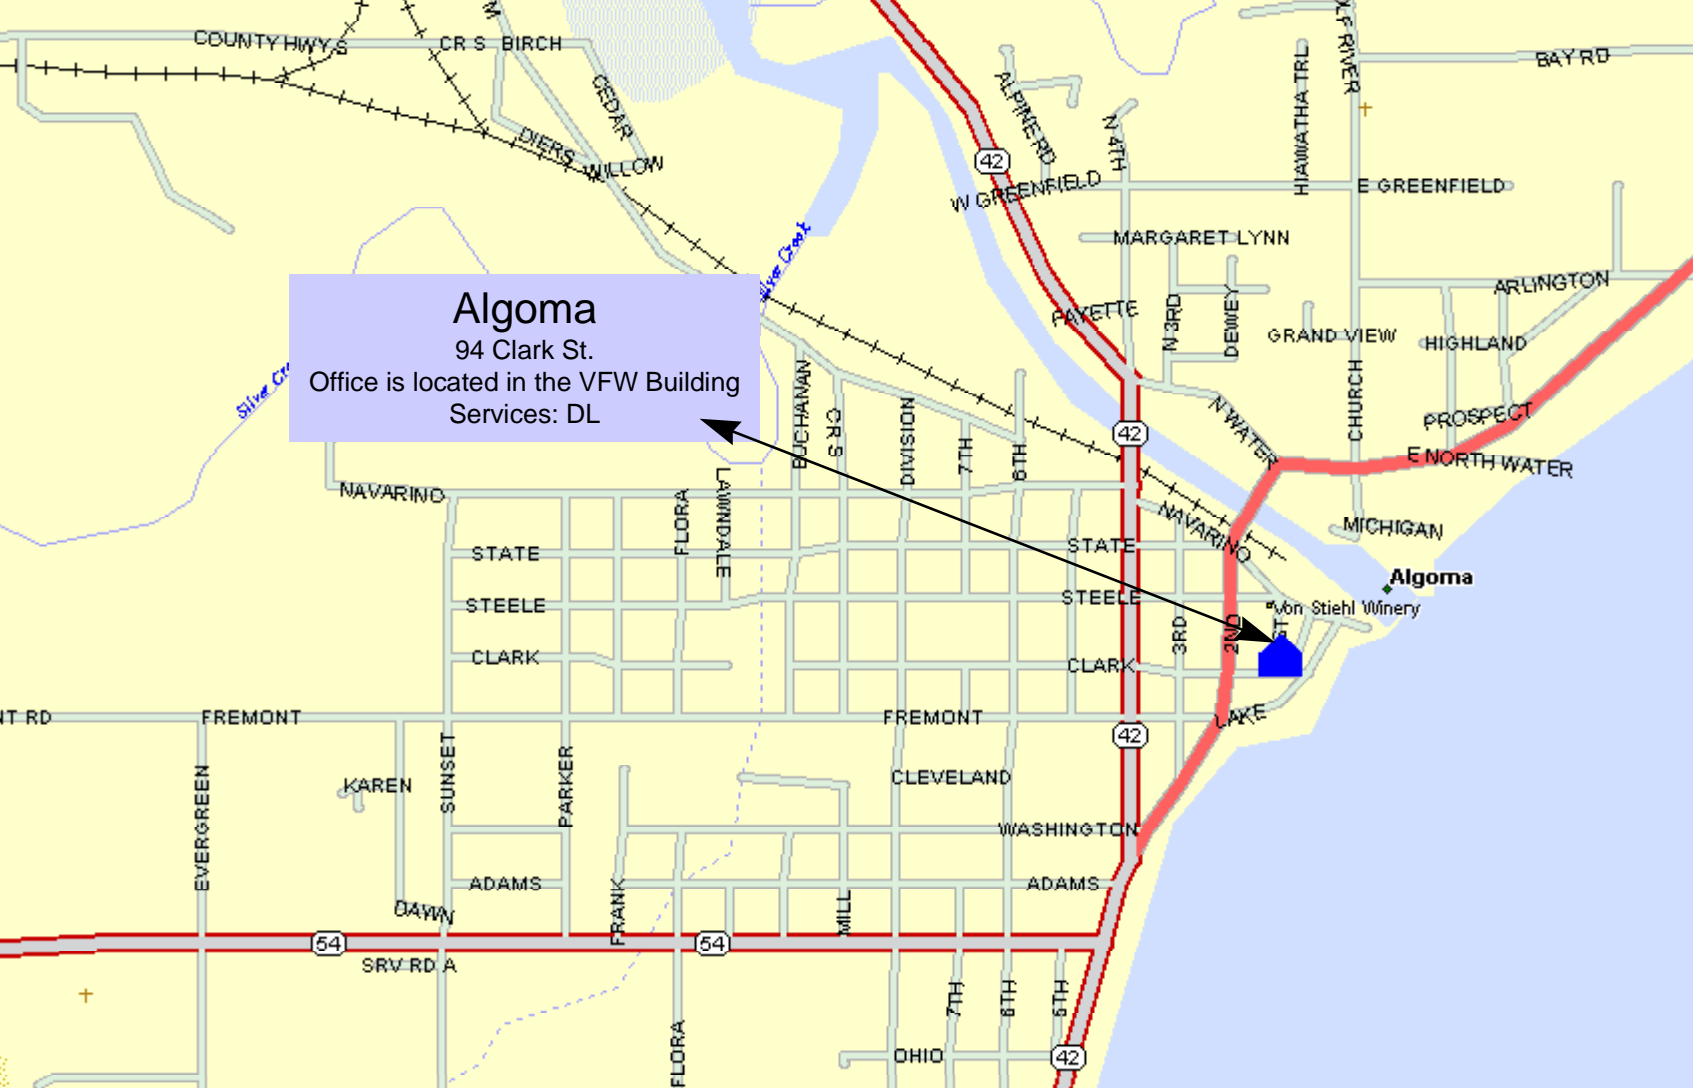 COUNTY HWY S
CR S BIRCH
CEDAR
DIERS
WILLOW
ALPINE RD
N 4TH
HIAWATHA TRL
BAY RD
42
W GREENFIELD
E GREENFIELD
MARGARET LYNN
ARLINGTON
FAYETTE
N 3RD
DEWEY
GRAND VIEW
HIGHLAND
CHURCH
PROSPECT
N WATER
E NORTH WATER
MICHIGAN
Algoma
94 Clark St.
Office is located in the VFW Building
Services: DL
BUCHANAN
C R S
DIVISION
7TH
6TH
42
NAVARINO
FLORA
LAWNDALE
NAVARINO
STATE
STATE
STEELE
STEELE
Algoma
Von Stiehl Winery
3RD
2ND
CLARK
CLARK
FREMONT
FREMONT
LAKE
42
KAREN
SUNSET
PARKER
EVERGREEN
CLEVELAND
WASHINGTON
ADAMS
ADAMS
DAWN
FRANK
MILL
54
54
SRV RD A
7TH
6TH
5TH
FLORA
OHIO
42